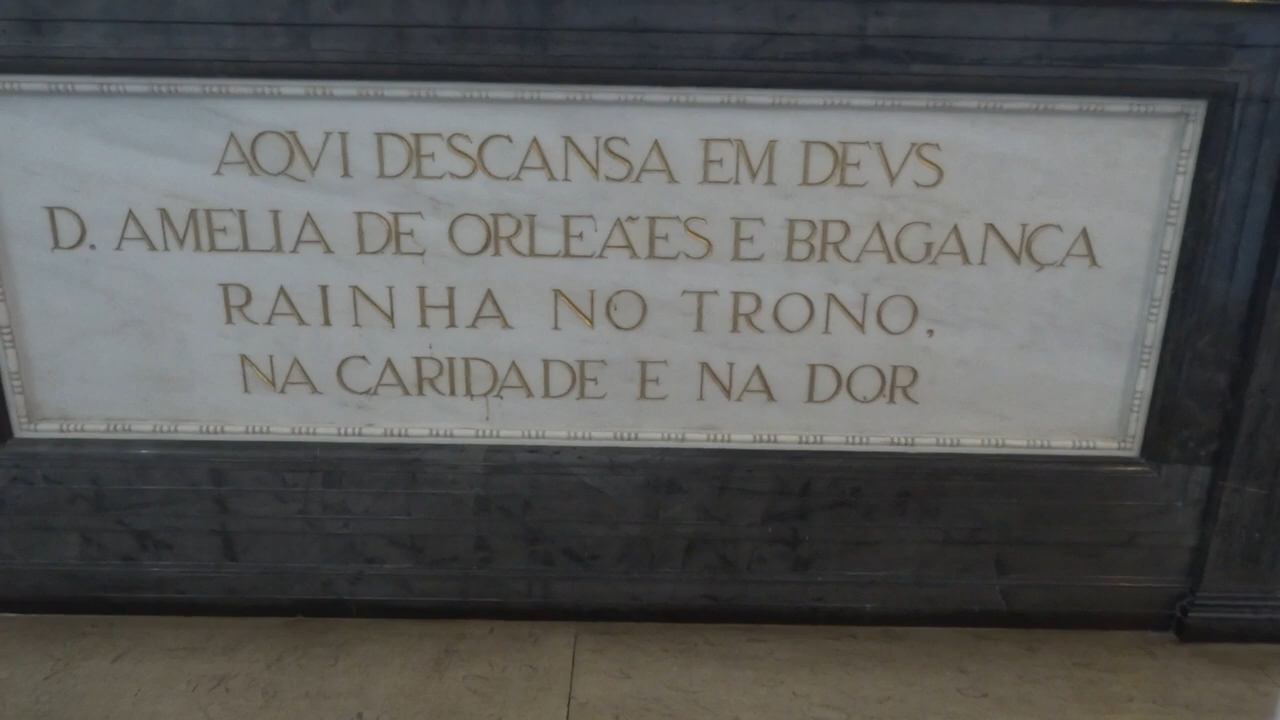 AQVI DESCANSA EM DEVS
D. AMELIA DE ORLEÃES E BRAGANÇA
RAINHA NO TRONO,
NA CARIDADE E NA DOR